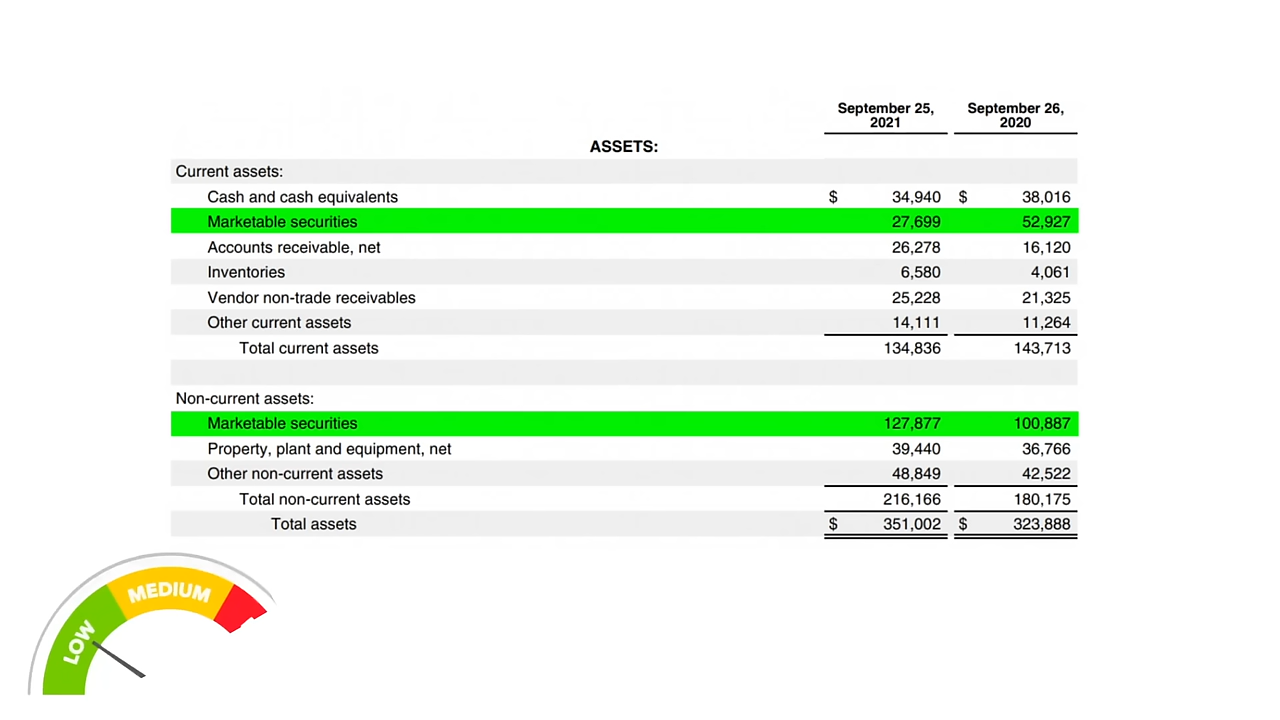 September 25, 2021 September 26, 2020
ASSETS:
Current assets:
Cash and cash equivalents $ 34,940 $ 38,016
Marketable securities 27,699 52,927
Accounts receivable, net 26,278 16,120
Inventories 6,580 4,061
Vendor non-trade receivables 25,228 21,325
Other current assets 14,111 11,264
Total current assets 134,836 143,713
Non-current assets:
Marketable securities 127,877 100,887
Property, plant and equipment, net 39,440 36,766
Other non-current assets 48,849 42,522
Total non-current assets 216,166 180,175
Total assets $ 351,002 $ 323,888
LOW
MEDIUM